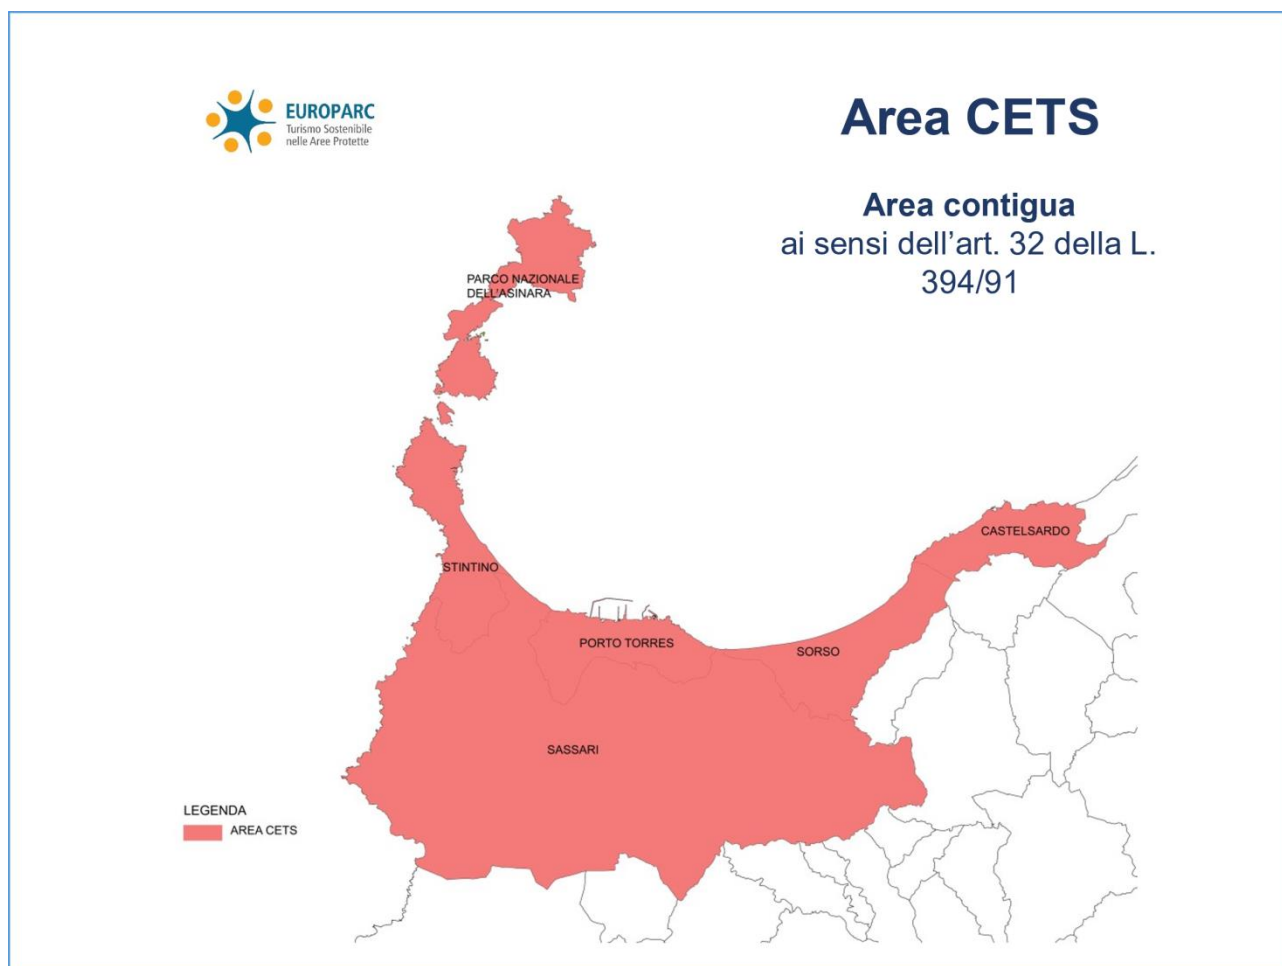 EUROPARC
Turismo Sostenibile
nelle Aree Protette
Area CETS
Area contigua
ai sensi dell’art. 32 della L.
394/91
PARCO NAZIONALE
DELL'ASINARA
CASTELSARDO
STINTINO
PORTO TORRES
SORSO
SASSARI
LEGENDA
AREA CETS